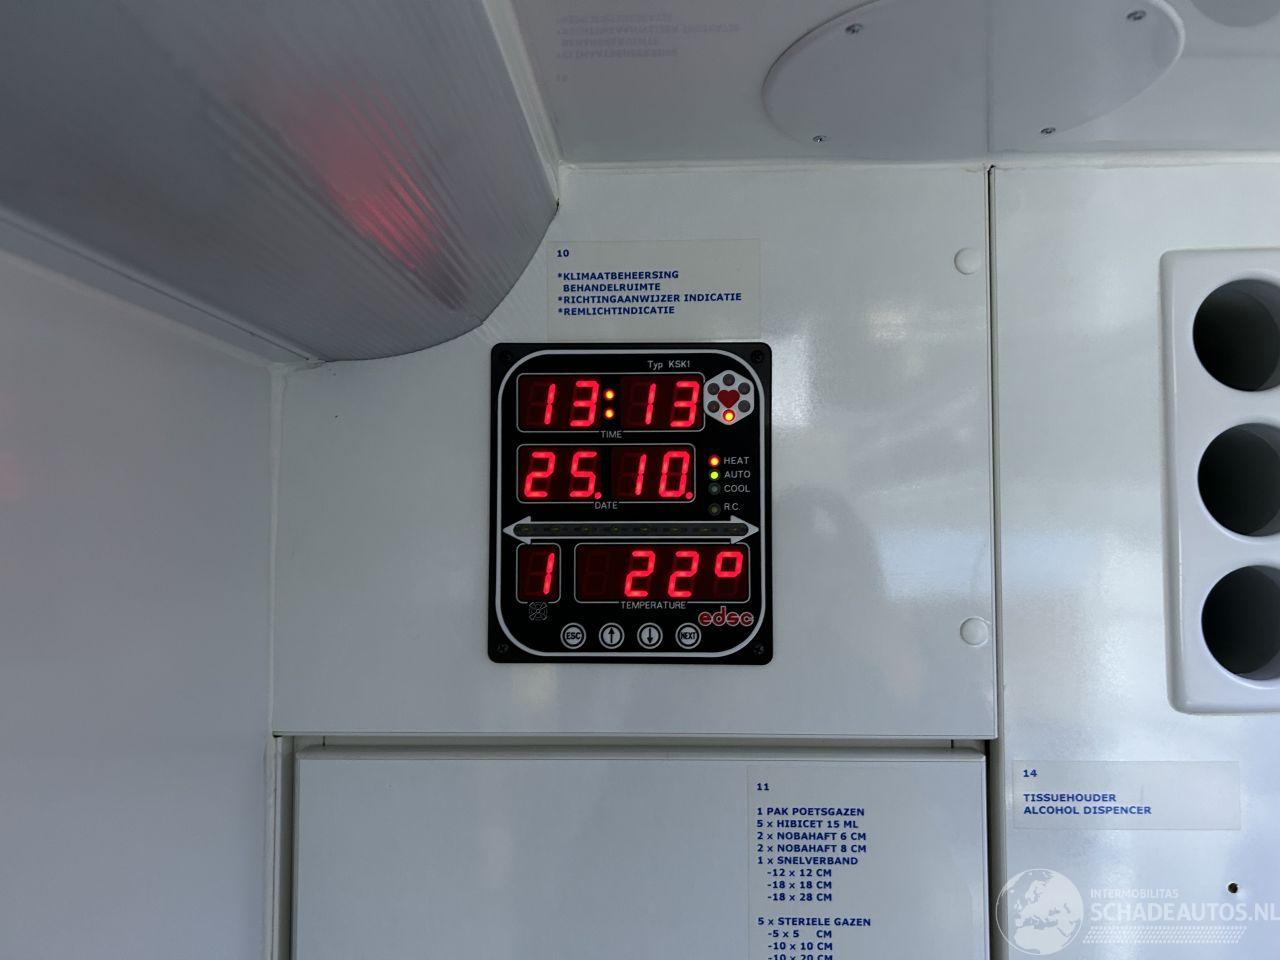 10
*KLIMAATBEHEERSING
BEHANDELRUIMTE
*RICHTINGAANWIJZER INDICATIE
*REMLICHTINDICATIE
Typ KSK1
13:13
TIME
25.10.
DATE
HEAT
AUTO
COOL
R.C.
1 22°
TEMPERATURE
edsc
ESC
NEXT
11
1 PAK POETSGAZEN
5 x HIBICET 15 ML
2 x NOBAHAFT 6 CM
2 x NOBAHAFT 8 CM
1 x SNELVERBAND
-12 x 12 CM
-18 x 18 CM
-18 x 28 CM
5 x STERIELE GAZEN
-5 x 5 CM
-10 x 10 CM
-10 x 20 CM
14
TISSUEHOUDER
ALCOHOL DISPENCER
INTERMOBILITAS
SCHADEAUTOS.NL